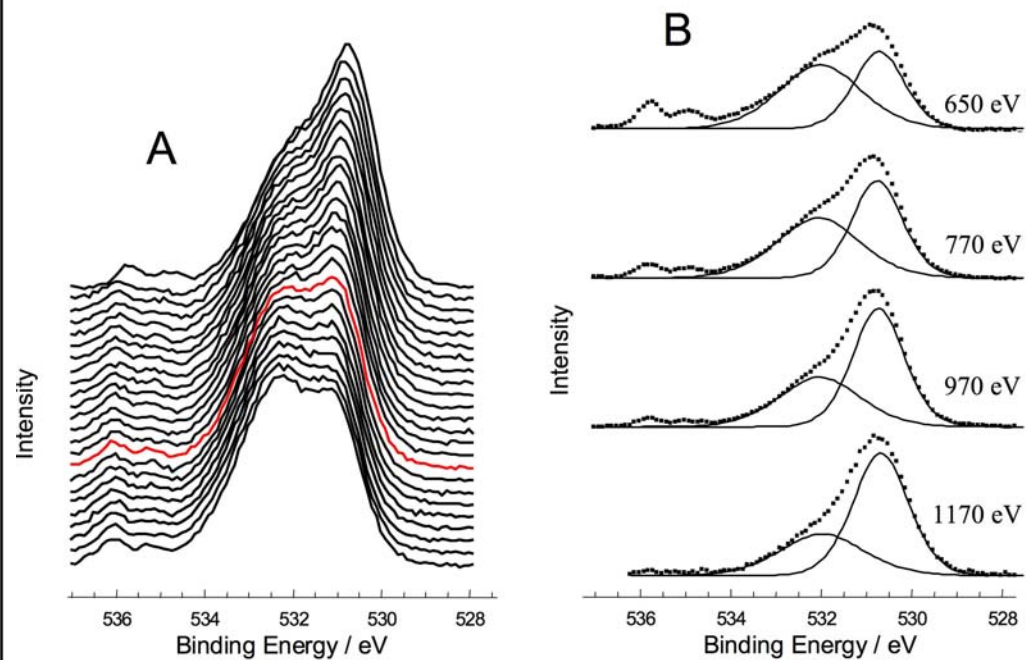 A
Intensity
536 534 532 530 528
Binding Energy / eV
B
650 eV
770 eV
970 eV
1170 eV
Intensity
536 534 532 530 528
Binding Energy / eV